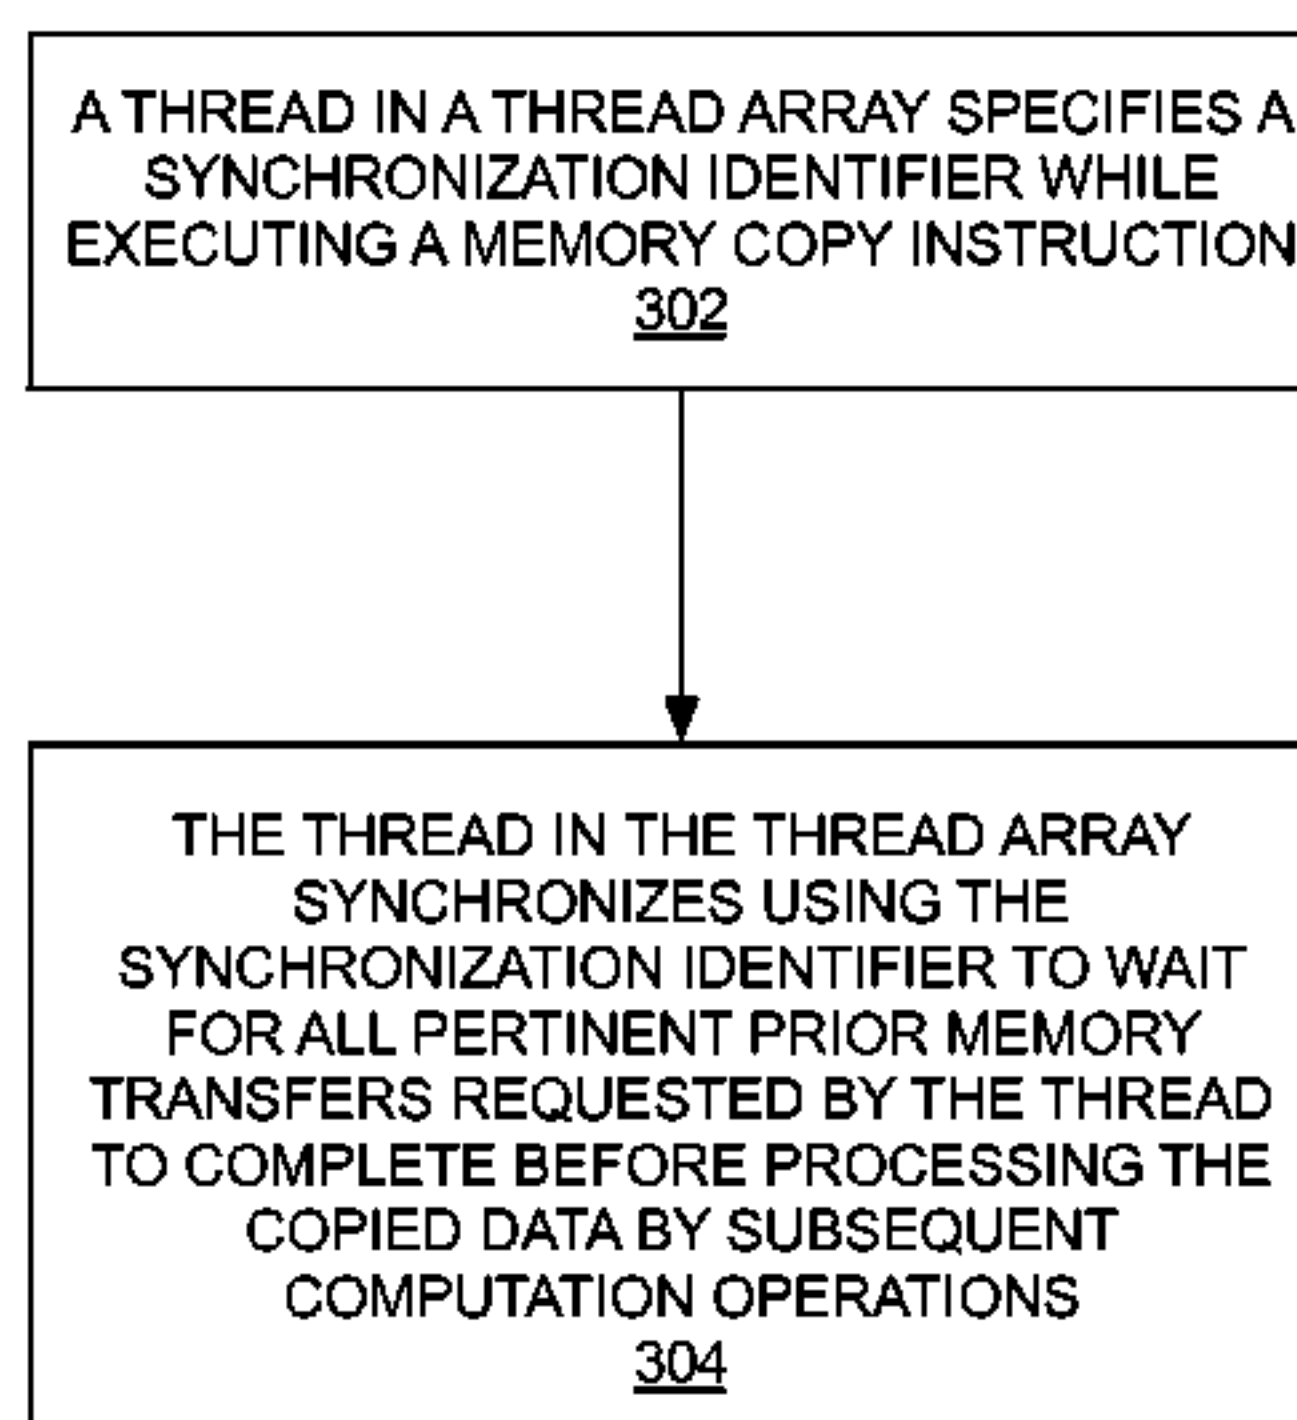 A THREAD IN A THREAD ARRAY SPECIFIES A
SYNCHRONIZATION IDENTIFIER WHILE
EXECUTING A MEMORY COPY INSTRUCTION
302
THE THREAD IN THE THREAD ARRAY
SYNCHRONIZES USING THE
SYNCHRONIZATION IDENTIFIER TO WAIT
FOR ALL PERTINENT PRIOR MEMORY
TRANSFERS REQUESTED BY THE THREAD
TO COMPLETE BEFORE PROCESSING THE
COPIED DATA BY SUBSEQUENT
COMPUTATION OPERATIONS
304